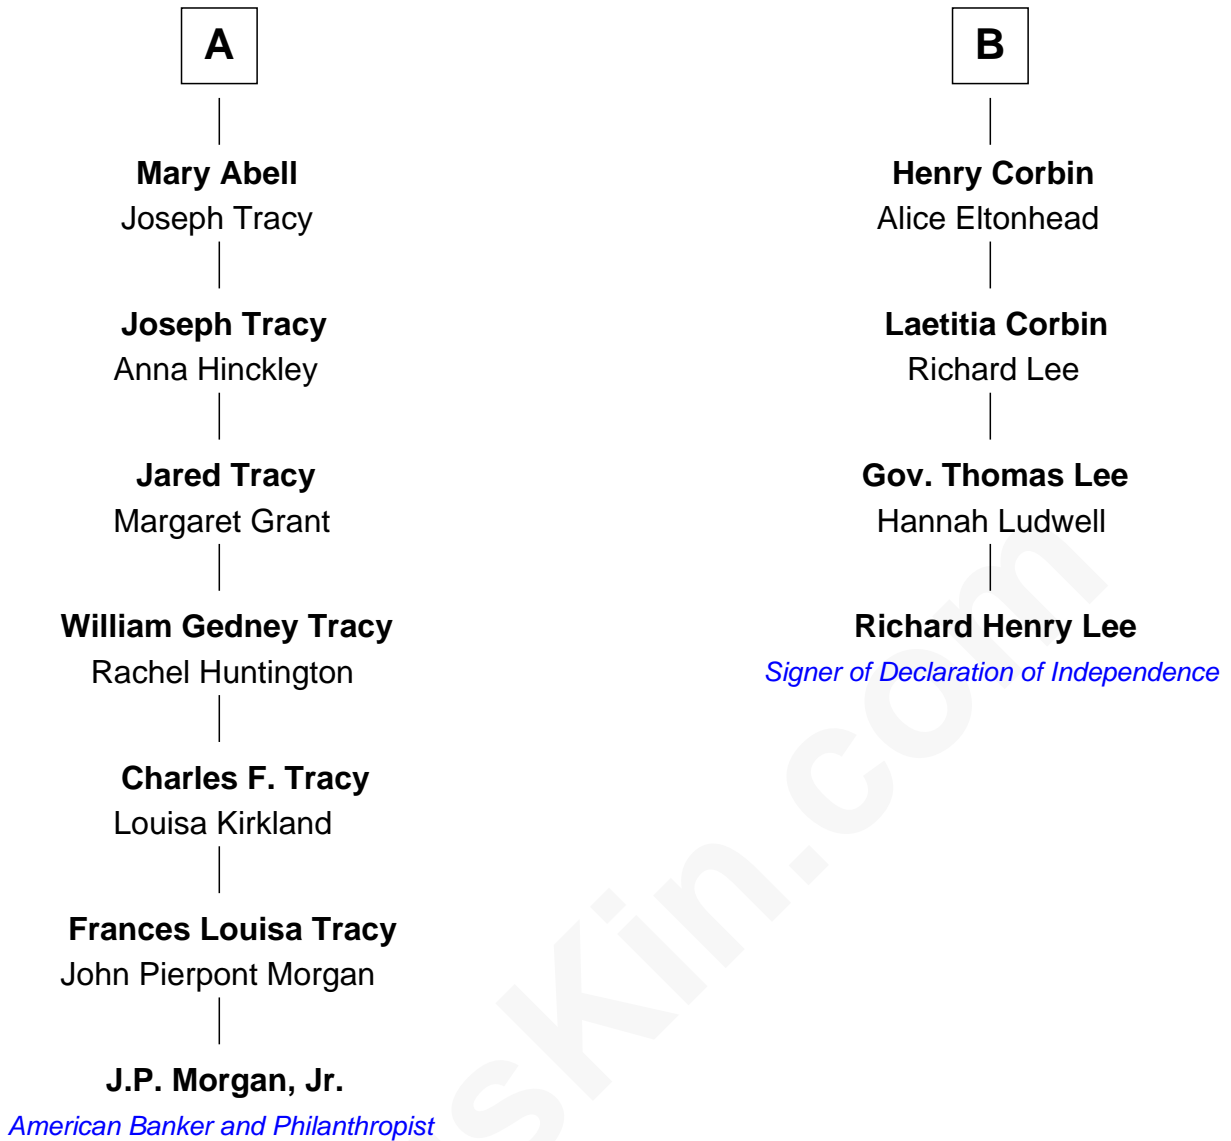 A
Mary Abell
Joseph Tracy
Joseph Tracy
Anna Hinckley
Jared Tracy
Margaret Grant
William Gedney Tracy
Rachel Huntington
Charles F. Tracy
Louisa Kirkland
Frances Louisa Tracy
John Pierpont Morgan
J.P. Morgan, Jr.
American Banker and Philanthropist
B
Henry Corbin
Alice Eltonhead
Laetitia Corbin
Richard Lee
Gov. Thomas Lee
Hannah Ludwell
Richard Henry Lee
Signer of Declaration of Independence